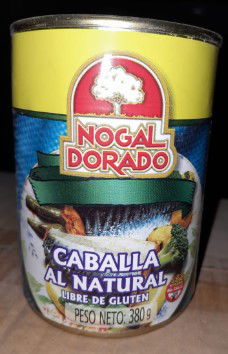 NOGAL
DORADO
CABALLA
AL NATURAL
LIBRE DE GLUTEN
PESO NETO: 380 g